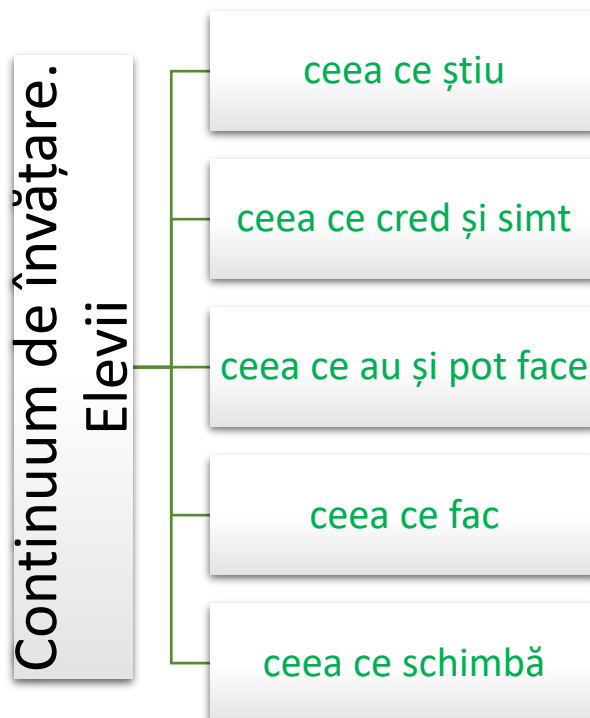 Continuum de învățare.
Elevii
ceea ce știu
ceea ce cred și simt
ceea ce au și pot face
ceea ce fac
ceea ce schimbă